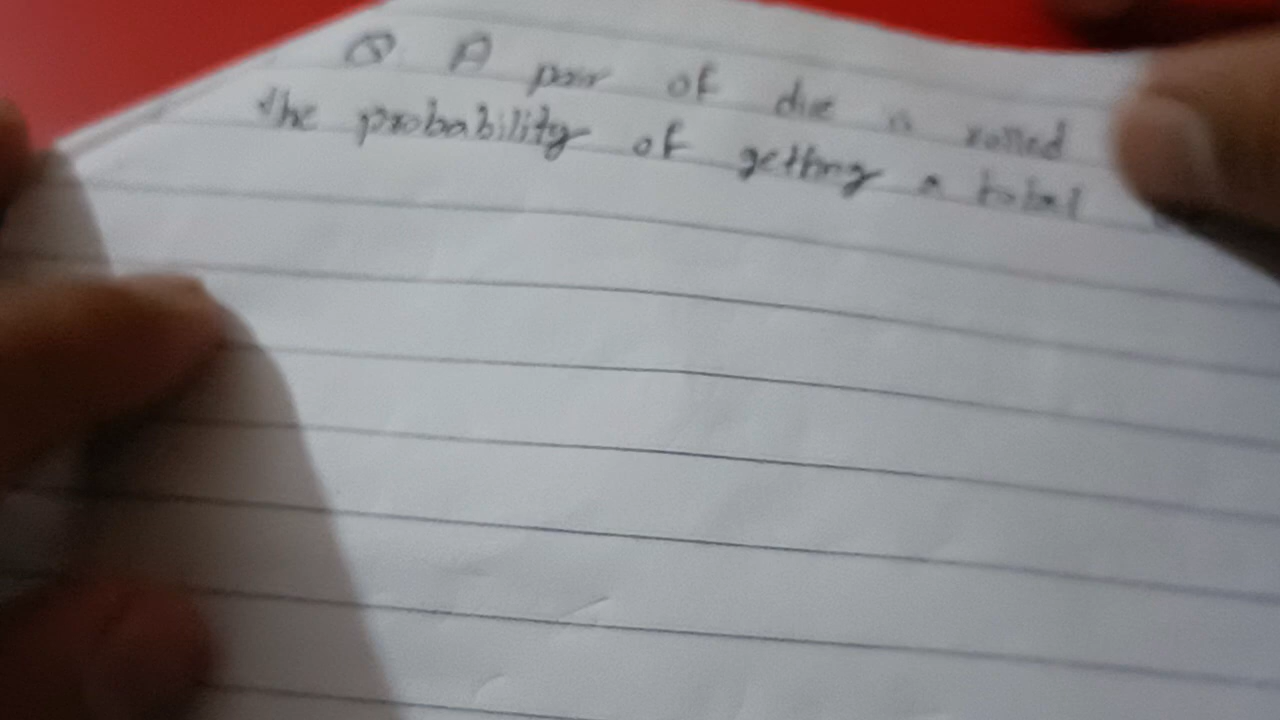 Q. A pair of die is rolled
the probability of getting a total